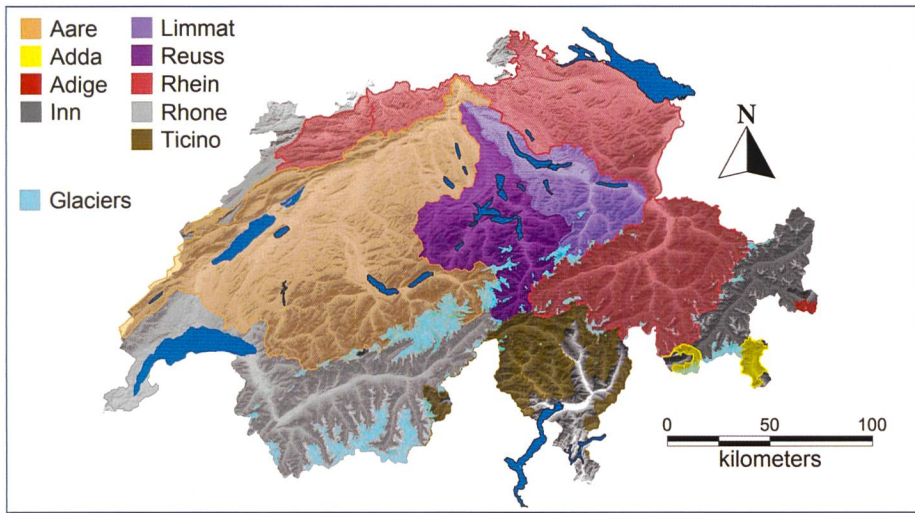 Aare
Adda
Adige
Inn
Limmat
Reuss
Rhein
Rhone
Ticino
Glaciers
N
0 50 100
kilometers